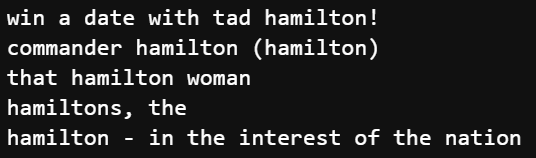 win a date with tad hamilton!
commander hamilton (hamilton)
that hamilton woman
hamiltons, the
hamilton - in the interest of the nation